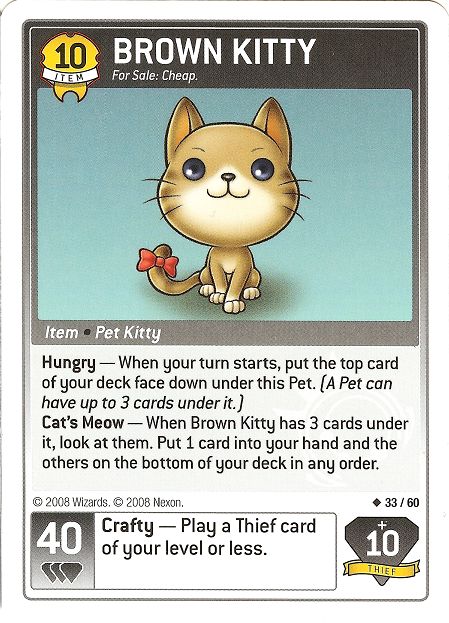 10
ITEM
BROWN KITTY
For Sale: Cheap.
Item • Pet Kitty
Hungry — When your turn starts, put the top card
of your deck face down under this Pet. (A Pet can
have up to 3 cards under it.)
Cat's Meow — When Brown Kitty has 3 cards under
it, look at them. Put 1 card into your hand and the
others on the bottom of your deck in any order.
© 2008 Wizards. © 2008 Nexon.
◆ 33 / 60
40
Crafty — Play a Thief card
of your level or less.
+
10
THIEF